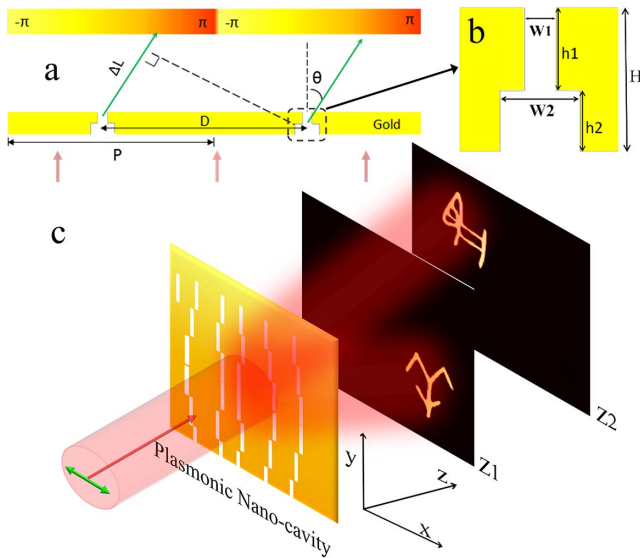 -π π -π π
a
ΔL
θ
D
Gold
P
b
W1
h1
H
W2
h2
c
Plasmonic Nano-cavity
y
z
x
Z1
Z2